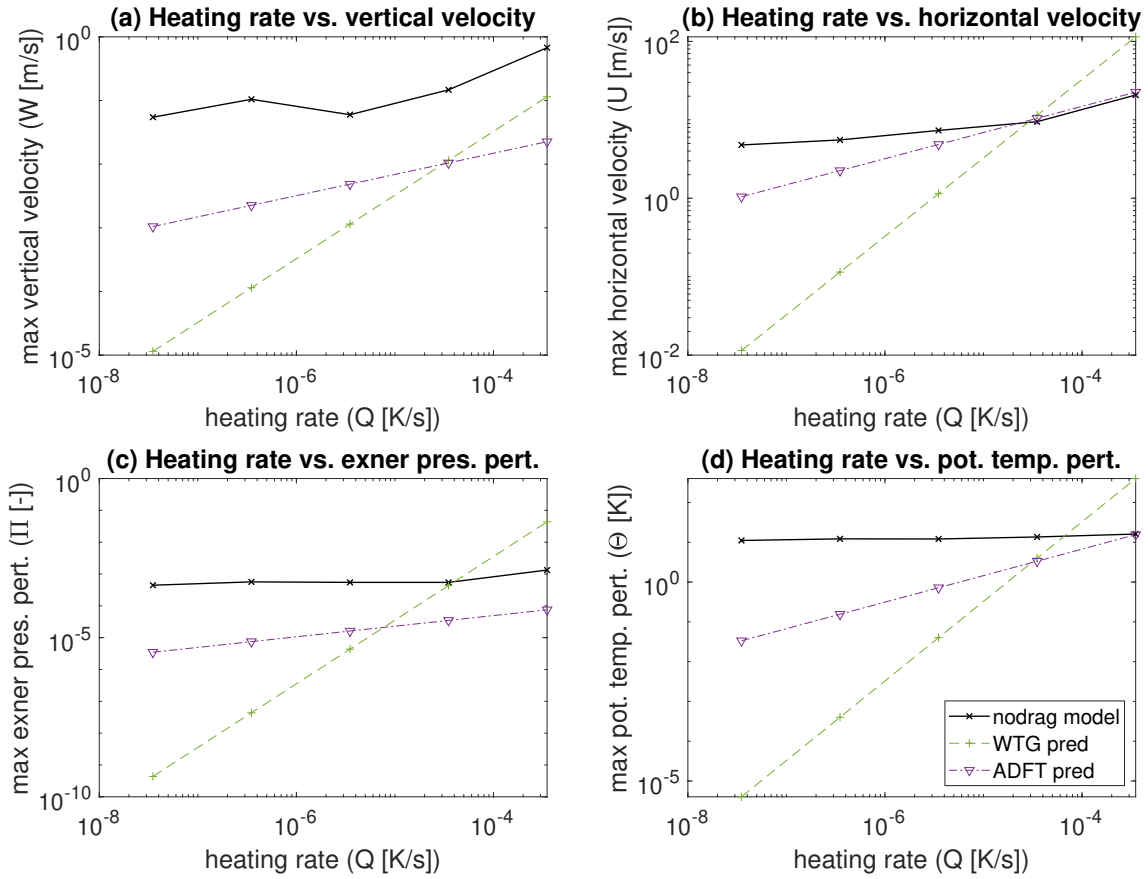 (a) Heating rate vs. vertical velocity
max vertical velocity (W [m/s])
10^0
10^-5
10^-8
10^-6
10^-4
heating rate (Q [K/s])
(b) Heating rate vs. horizontal velocity
max horizontal velocity (U [m/s])
10^2
10^0
10^-2
10^-8
10^-6
10^-4
heating rate (Q [K/s])
(c) Heating rate vs. exner pres. pert.
max exner pres. pert. (Π [-])
10^0
10^-5
10^-10
10^-8
10^-6
10^-4
heating rate (Q [K/s])
(d) Heating rate vs. pot. temp. pert.
max pot. temp. pert. (Θ [K])
10^0
10^-5
10^-8
10^-6
10^-4
heating rate (Q [K/s])
nodrag model
WTG pred
ADFT pred